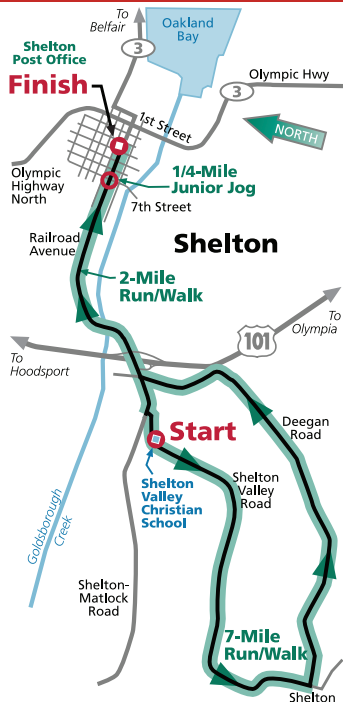 To
Belfair
Oakland
Bay
3
Shelton
Post Office
Finish
Olympic Hwy
3
1st Street
NORTH
Olympic
Highway
North
1/4-Mile
Junior Jog
7th Street
Railroad
Avenue
Shelton
2-Mile
Run/Walk
101
To
Olympia
To
Hoodsport
Start
Deegan
Road
Shelton
Valley
Christian
School
Shelton
Valley
Road
Goldsborough
Creek
Shelton-
Matlock
Road
7-Mile
Run/Walk
Shelton